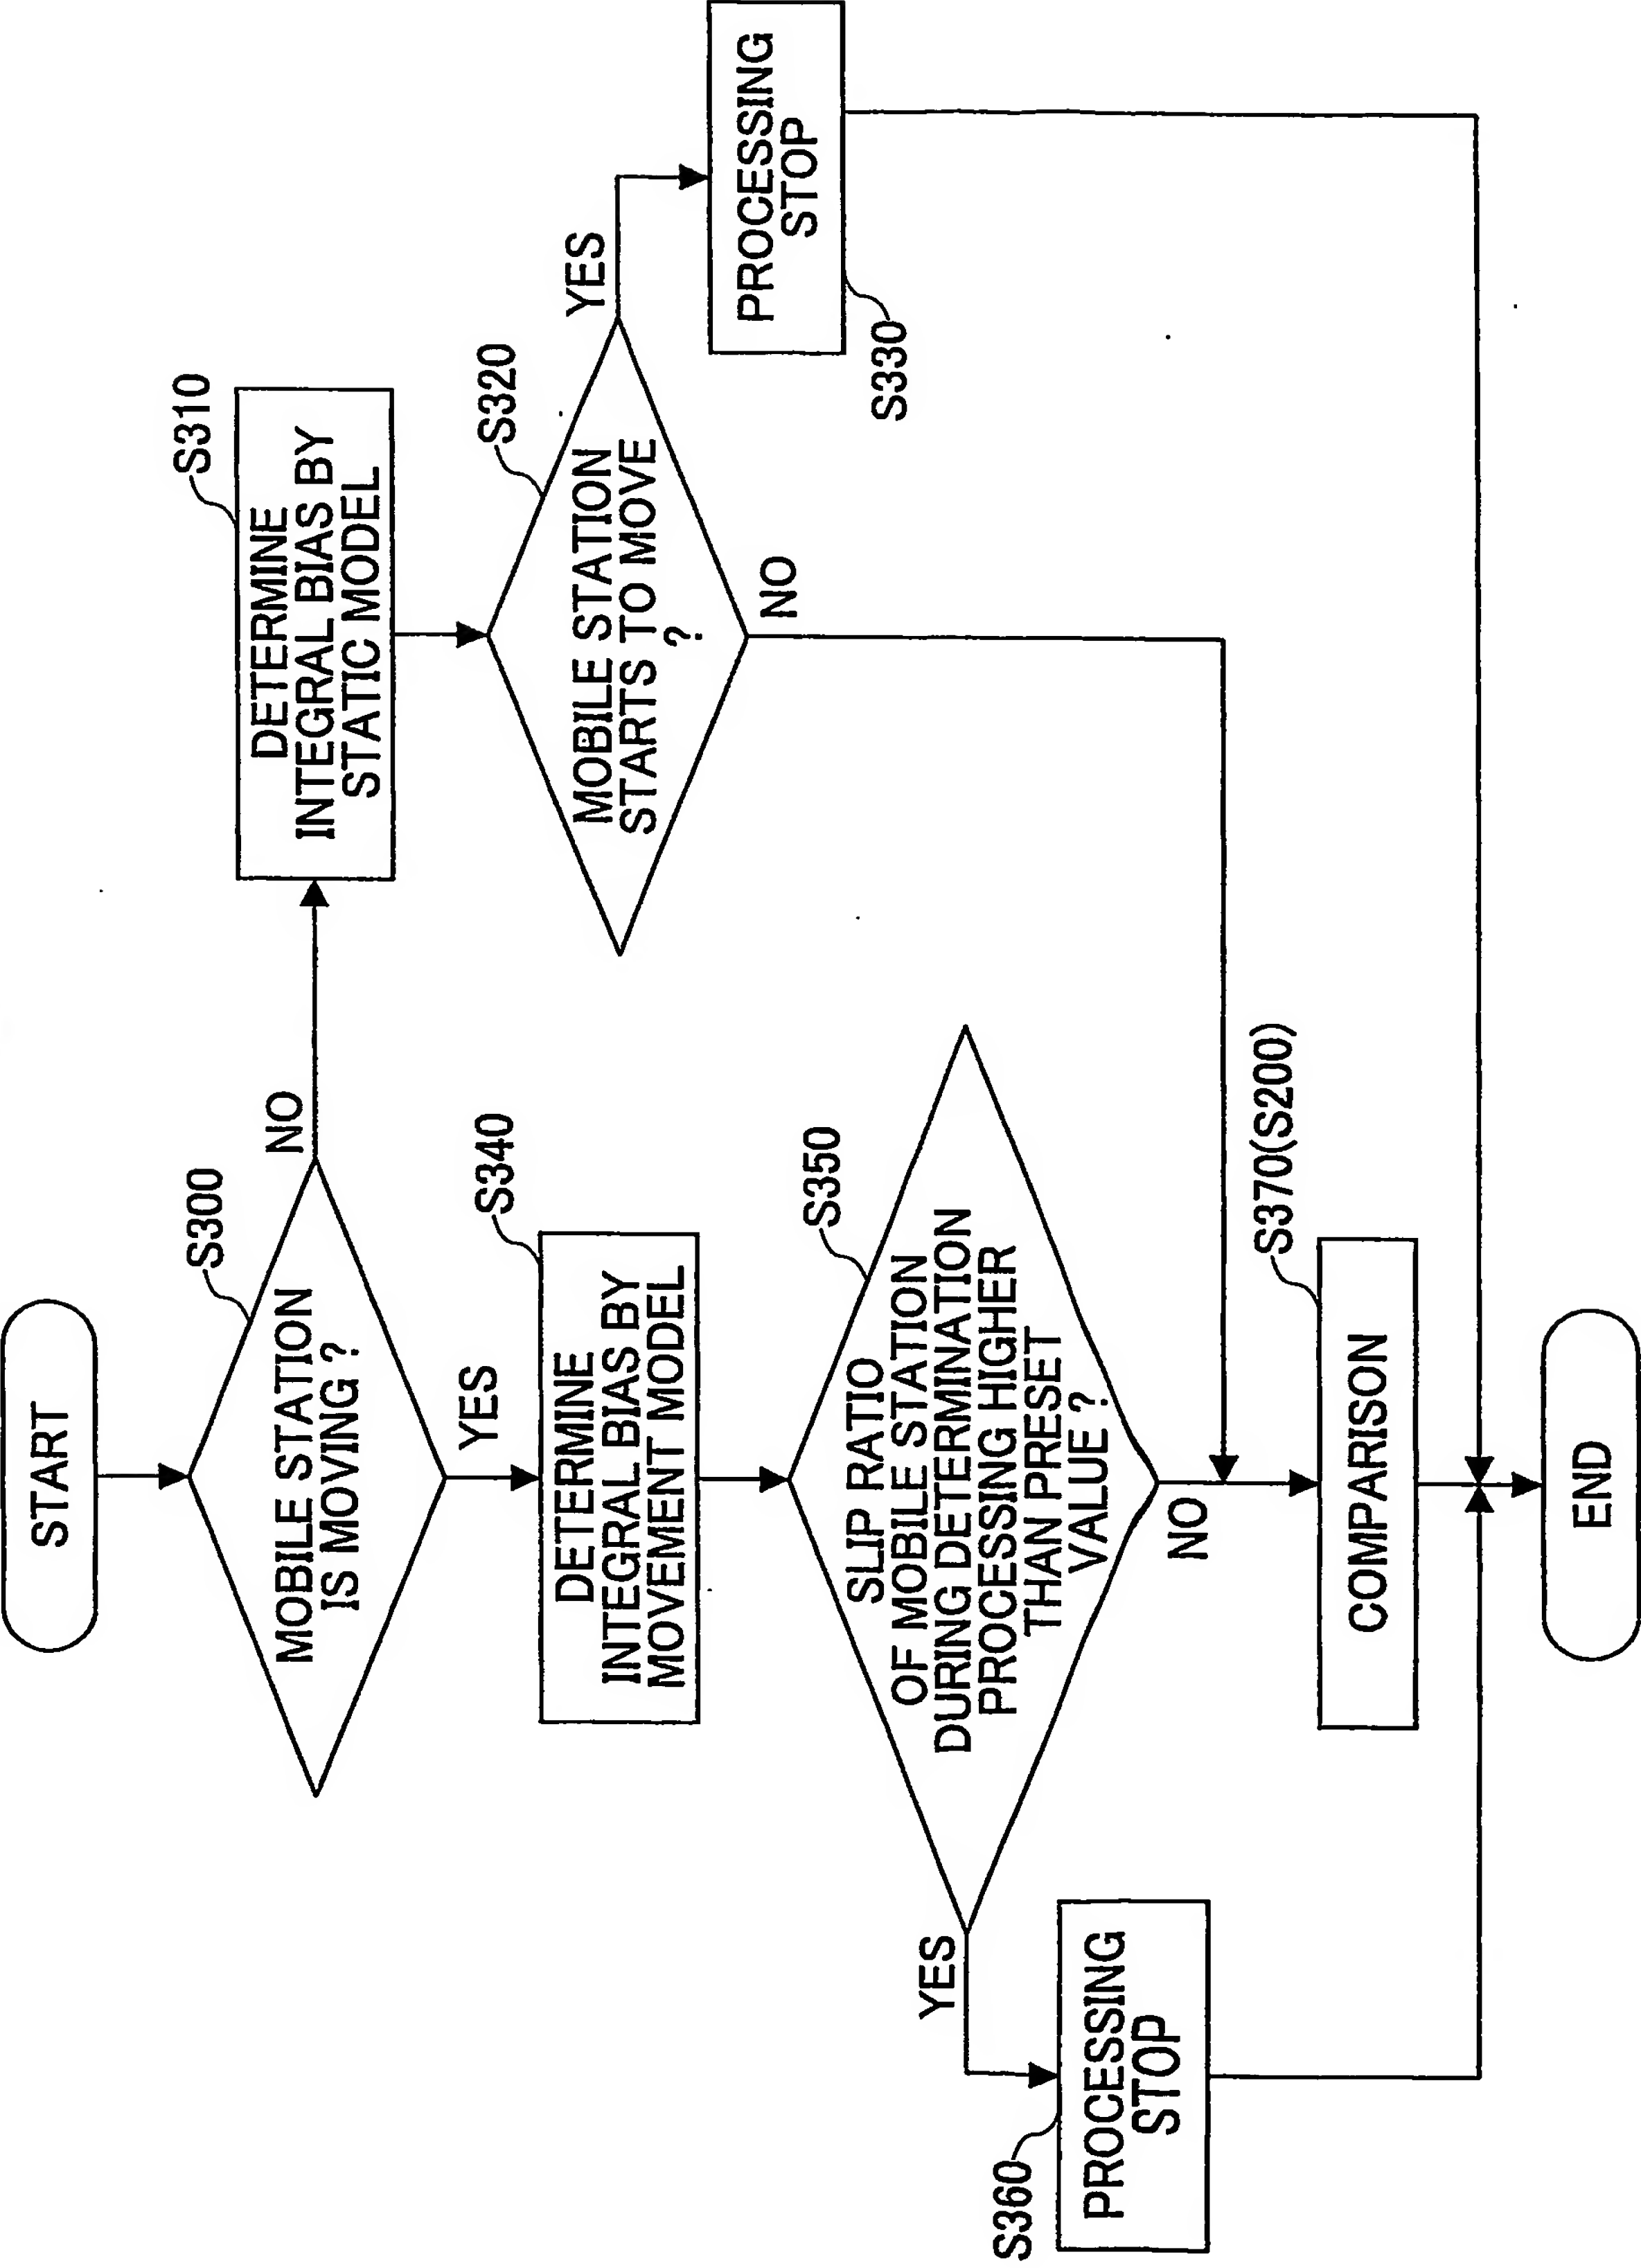 START
S300
MOBILE STATION
IS MOVING ?
NO
YES
S310
DETERMINE
INTEGRAL BIAS BY
STATIC MODEL
S320
MOBILE STATION
STARTS TO MOVE
?
YES
NO
PROCESSING
STOP
S330
S340
DETERMINE
INTEGRAL BIAS BY
MOVEMENT MODEL
S350
SLIP RATIO
OF MOBILE STATION
DURING DETERMINATION
PROCESSING HIGHER
THAN PRESET
VALUE ?
YES
NO
S360
PROCESSING
STOP
S370(S200)
COMPARISON
END